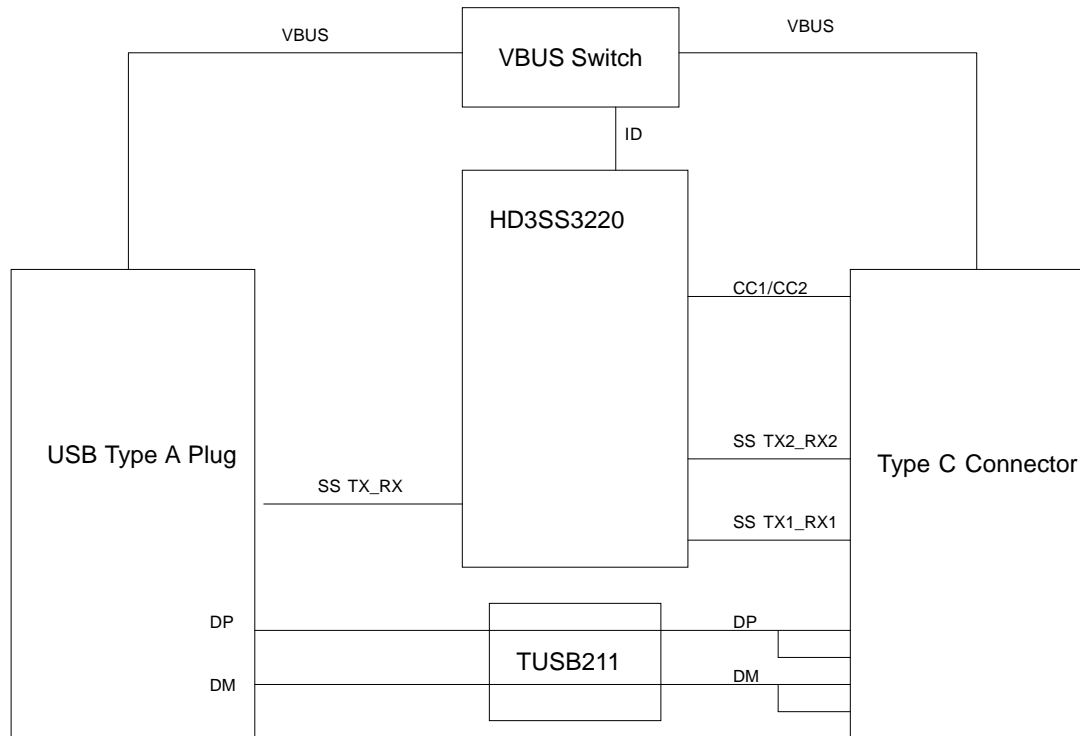 VBUS
VBUS
VBUS Switch
ID
HD3SS3220
CC1/CC2
USB Type A Plug
SS TX2_RX2
Type C Connector
SS TX_RX
SS TX1_RX1
DP
DP
TUSB211
DM
DM